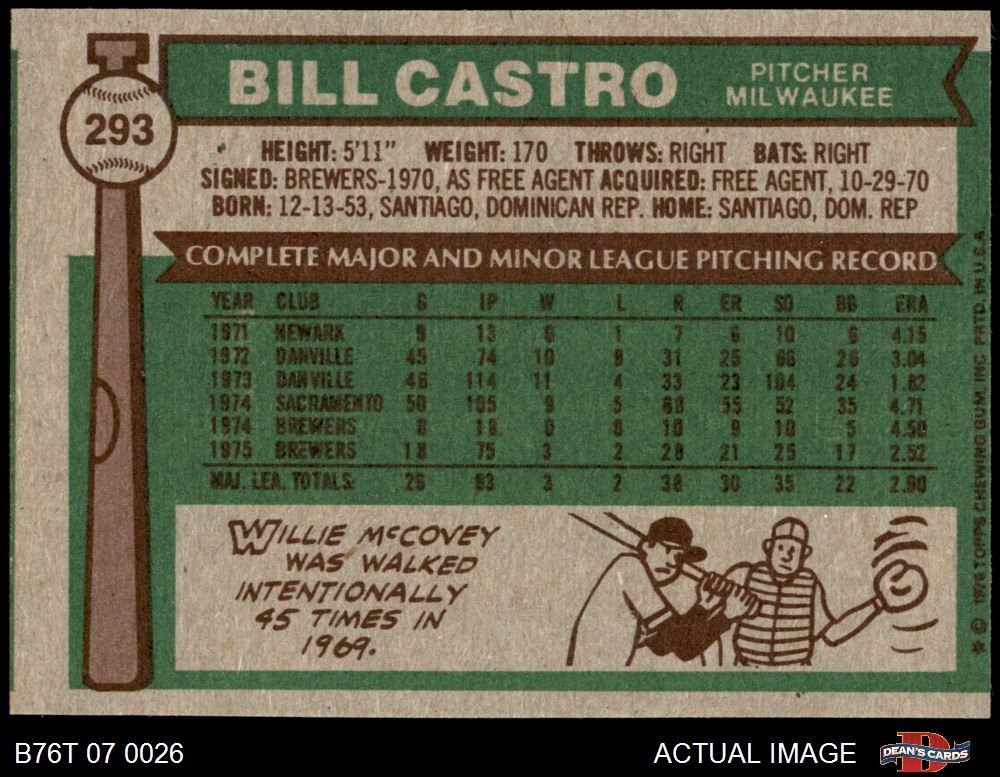 BILL CASTRO
PITCHER
MILWAUKEE
293
HEIGHT: 5'11" WEIGHT: 170 THROWS: RIGHT BATS: RIGHT
SIGNED: BREWERS-1970, AS FREE AGENT ACQUIRED: FREE AGENT, 10-29-70
BORN: 12-13-53, SANTIAGO, DOMINICAN REP. HOME: SANTIAGO, DOM. REP
COMPLETE MAJOR AND MINOR LEAGUE PITCHING RECORD
YEAR CLUB G IP W L R ER SO BB ERA
1971 NEWARK 9 13 0 1 7 6 10 6 4.15
1972 DANVILLE 45 74 10 9 31 25 66 26 3.04
1973 DANVILLE 46 114 11 4 33 23 104 24 1.82
1974 SACRAMENTO 50 105 9 5 68 55 52 35 4.71
1974 BREWERS 8 18 0 0 10 9 10 5 4.50
1975 BREWERS 18 75 3 2 28 21 25 17 2.52
MAJ. LEA. TOTALS 26 93 3 2 38 30 35 22 2.90
WILLIE McCOVEY
WAS WALKED
INTENTIONALLY
45 TIMES IN
1969.
* © 1976 TOPPS CHEWING GUM INC. PRTD. IN U.S.A.
B76T 07 0026
ACTUAL IMAGE
DEAN'S CARDS